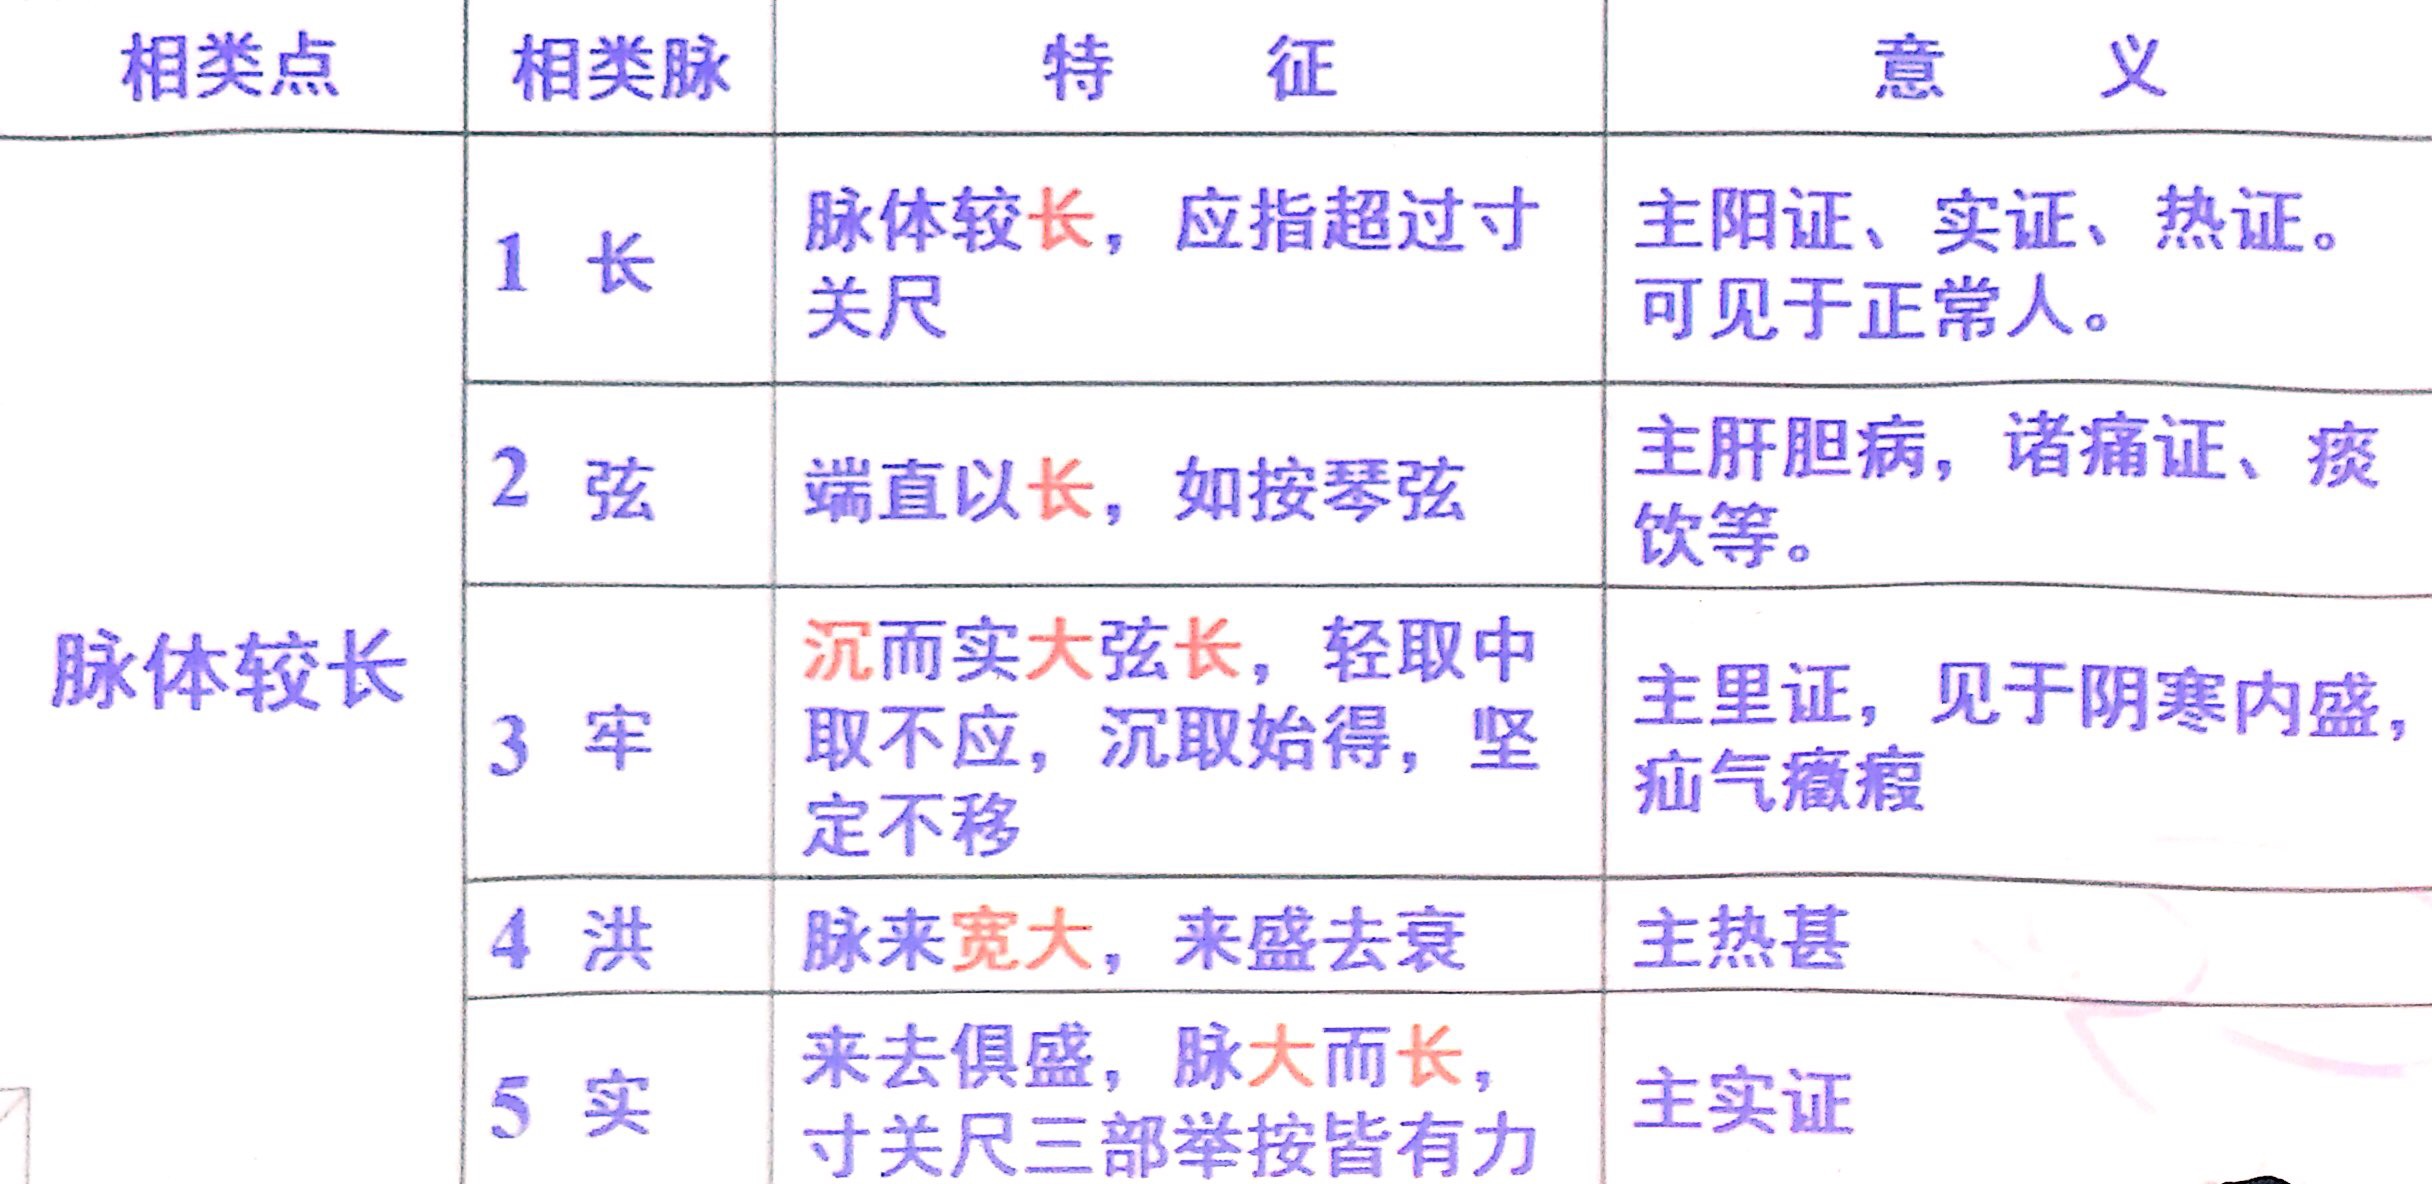 相类点 相类脉 特 征 意 义
脉体较长
1 长
脉体较长，应指超过寸
关尺
主阳证、实证、热证。
可见于正常人。
2 弦
端直以长，如按琴弦
主肝胆病，诸痛证、痰
饮等。
3 牢
沉而实大弦长，轻取中
取不应，沉取始得，坚
定不移
主里证，见于阴寒内盛，
疝气癥瘕
4 洪
脉来宽大，来盛去衰
主热甚
5 实
来去俱盛，脉大而长，
寸关尺三部举按皆有力
主实证